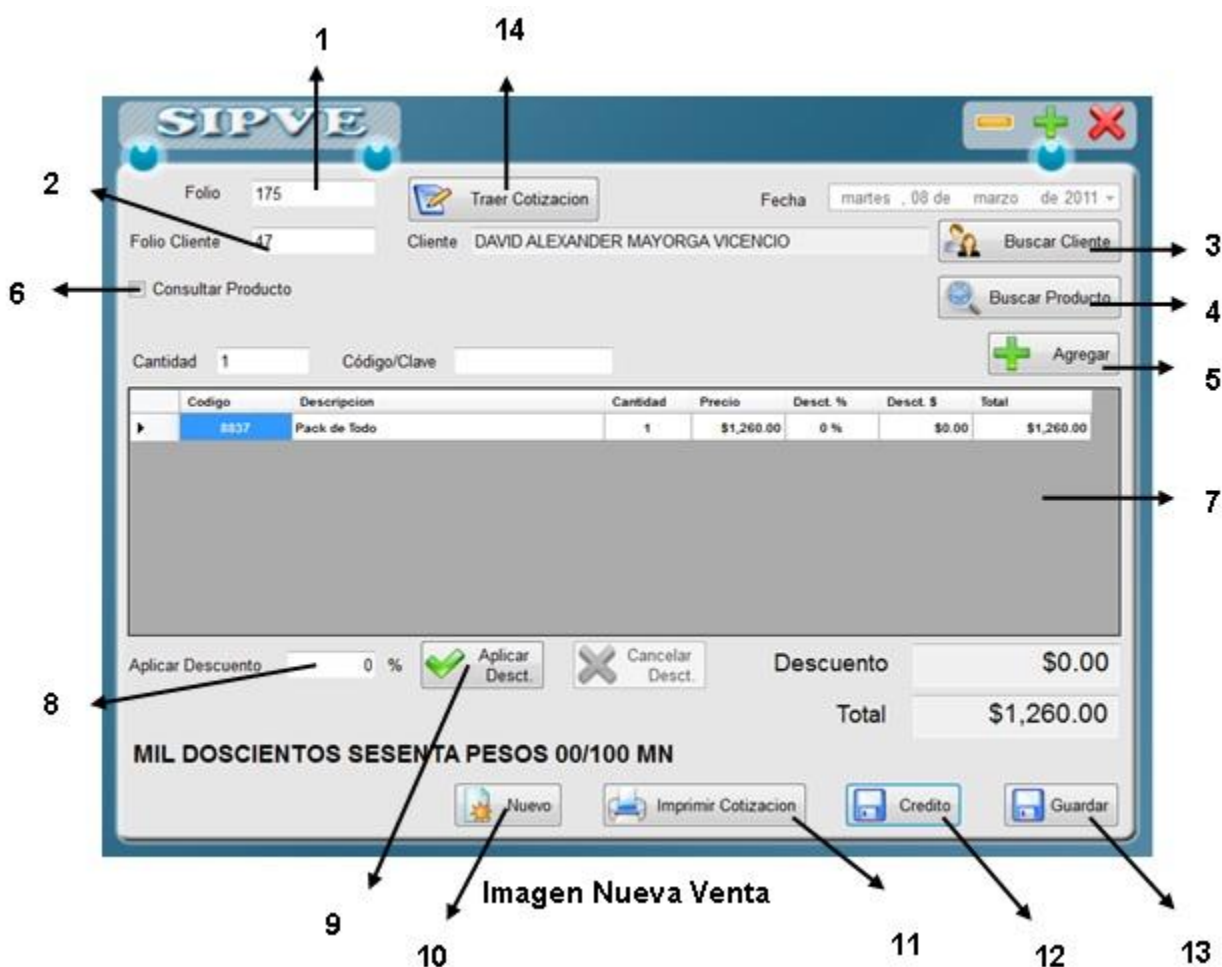 1
14
SIPVE
2
Folio 175 Traer Cotizacion Fecha martes , 08 de marzo de 2011
Folio Cliente 47 Cliente DAVID ALEXANDER MAYORGA VICENCIO Buscar Cliente 3
6 Consultar Producto Buscar Producto 4
Cantidad 1 Código/Clave Agregar 5
Codigo Descripcion Cantidad Precio Desct. % Desct. $ Total
8837 Pack de Todo 1 $1,260.00 0 % $0.00 $1,260.00
7
Aplicar Descuento 0 % Aplicar Desct. Cancelar Desct. Descuento $0.00
8
Total $1,260.00
MIL DOSCIENTOS SESENTA PESOS 00/100 MN
Nuevo Imprimir Cotizacion Credito Guardar
Imagen Nueva Venta
9
10
11
12
13